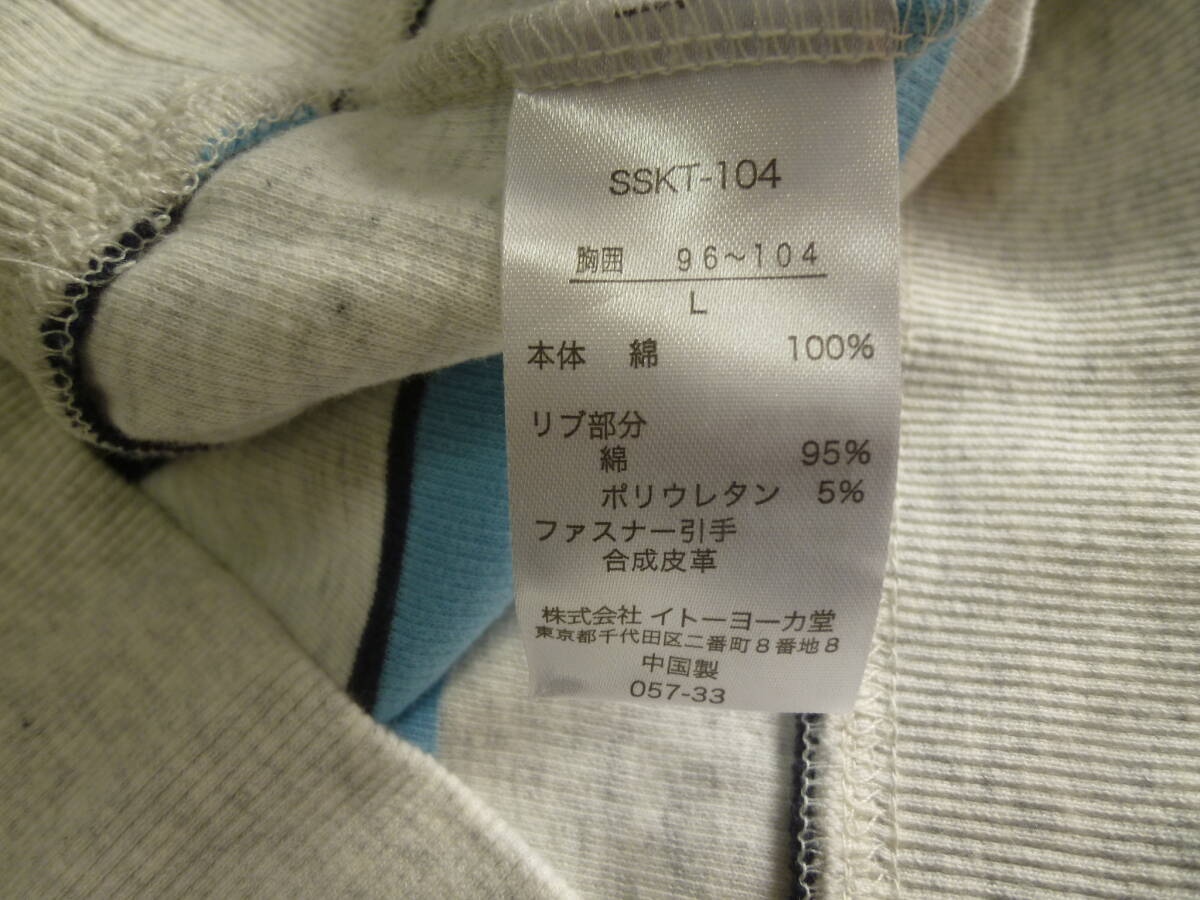 SSKT-104
胸囲 96～104
L
本体 綿 100%
リブ部分
綿 95%
ポリウレタン 5%
ファスナー引手
合成皮革
株式会社 イトーヨーカ堂
東京都千代田区二番町８番地８
中国製
057-33